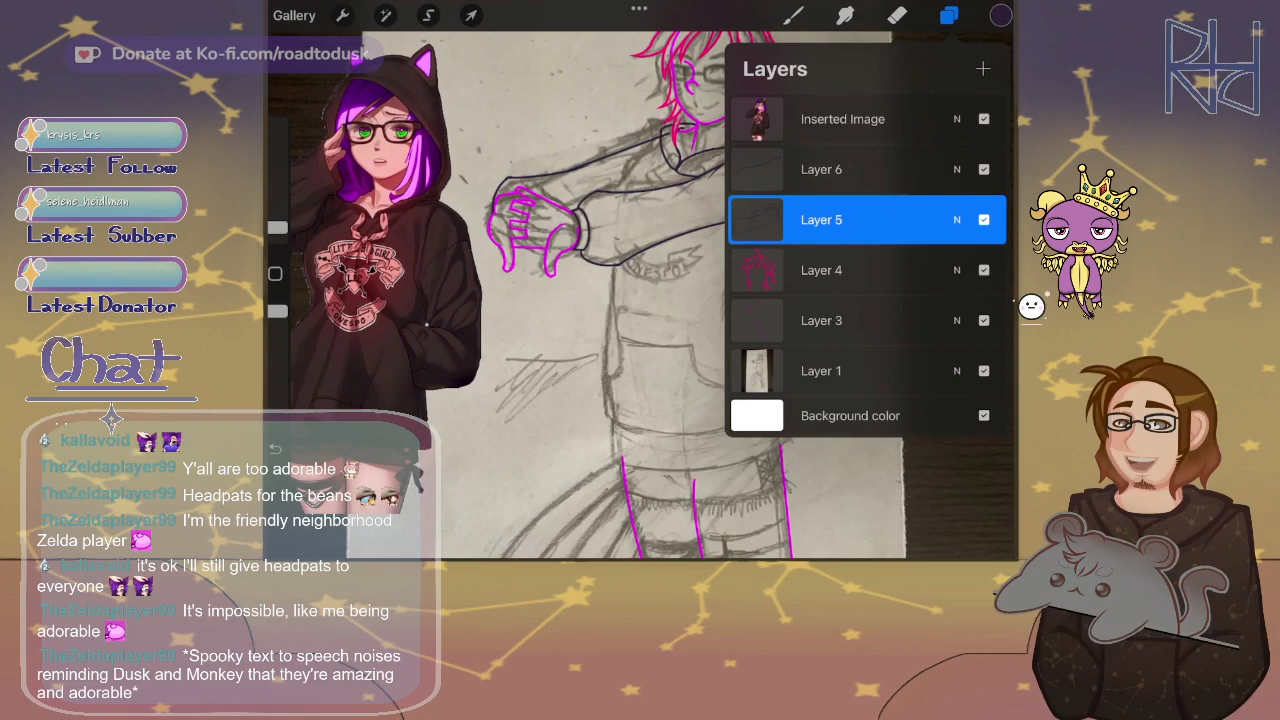 Gallery
Donate at Ko-fi.com/roadtodusk
krysis_krs
Latest Follow
selene_heidlman
Latest Subber
Latest Donator
Chat
kallavoid
TheZeldaplayer99 Y'all are too adorable
TheZeldaplayer99 Headpats for the beans
TheZeldaplayer99 I'm the friendly neighborhood
Zelda player
kallavoid it's ok I'll still give headpats to
everyone
TheZeldaplayer99 It's impossible, like me being
adorable
TheZeldaplayer99 *Spooky text to speech noises
reminding Dusk and Monkey that they're amazing
and adorable*
Layers
Inserted Image N
Layer 6 N
Layer 5 N
Layer 4 N
Layer 3 N
Layer 1 N
Background color